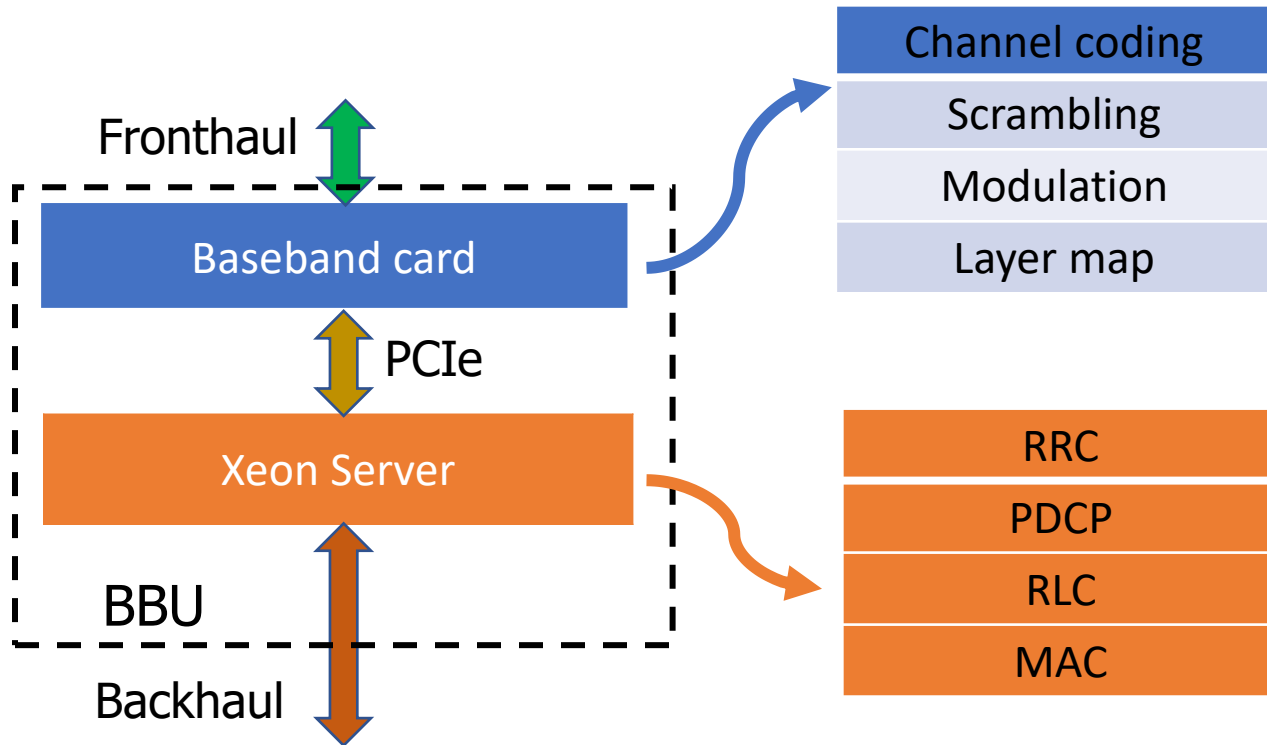 Fronthaul
Baseband card
PCIe
Xeon Server
BBU
Backhaul
Channel coding
Scrambling
Modulation
Layer map
RRC
PDCP
RLC
MAC